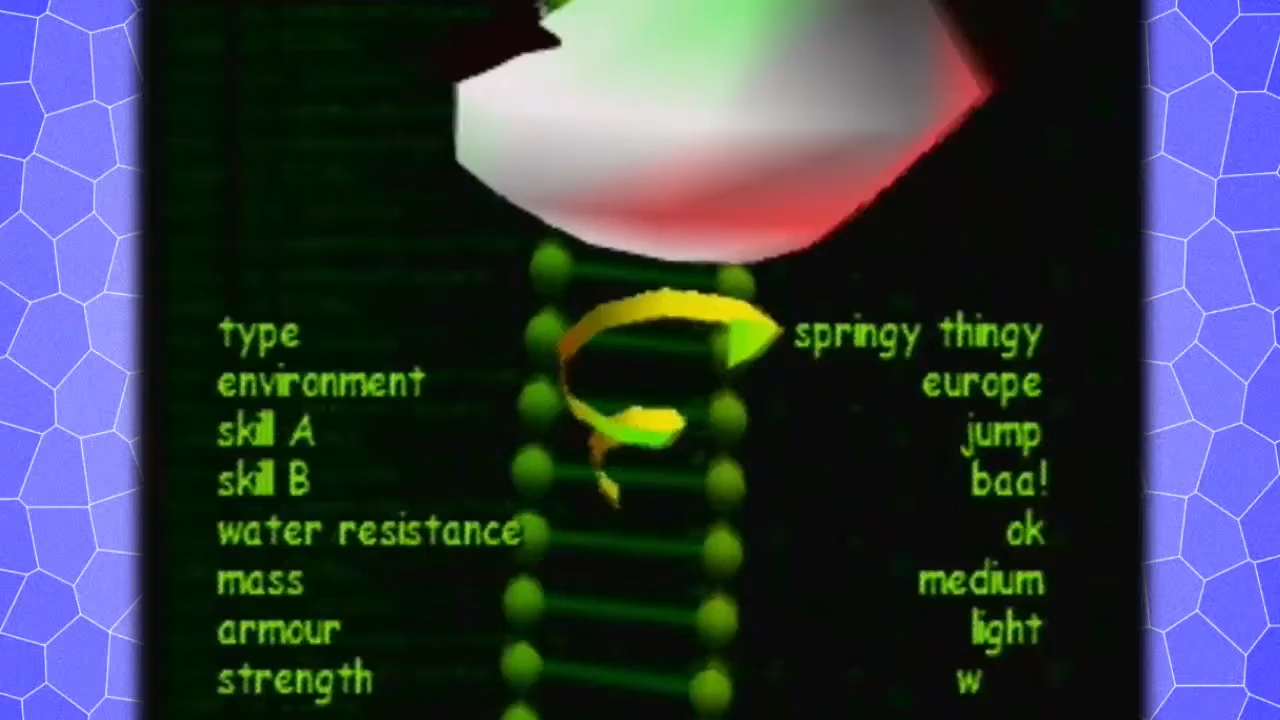 type springy thingy
environment europe
skill A jump
skill B baa!
water resistance ok
mass medium
armour light
strength w